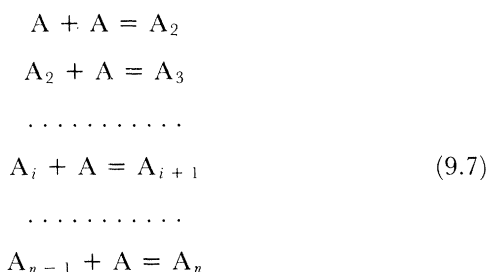 A + A = A₂
A₂ + A = A₃
. . . . . . . . . . .
Aᵢ + A = Aᵢ ₊ ₁ (9.7)
. . . . . . . . . . .
Aₙ ₋ ₁ + A = Aₙ